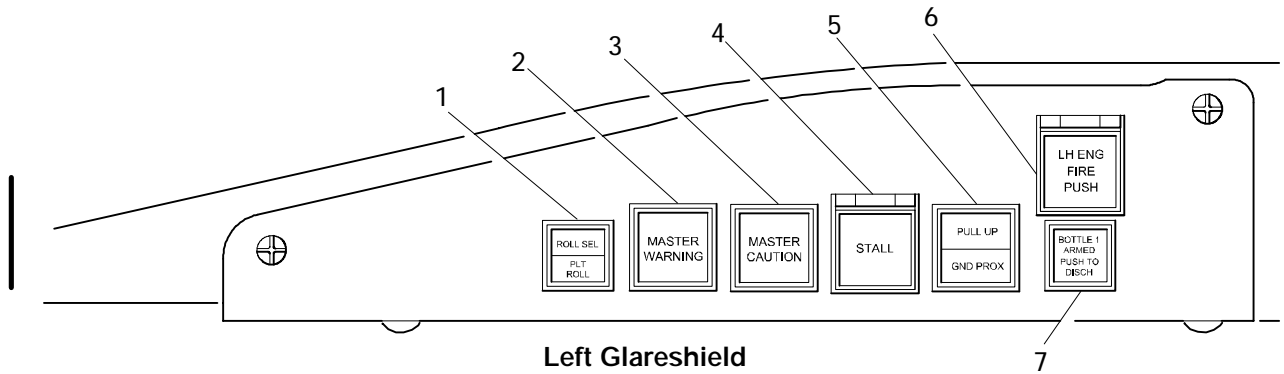 1
2
3
4
5
6
ROLL SEL
PLT
ROLL
MASTER
WARNING
MASTER
CAUTION
STALL
PULL UP
GND PROX
LH ENG
FIRE
PUSH
BOTTLE 1
ARMED
PUSH TO
DISCH
7
Left Glareshield